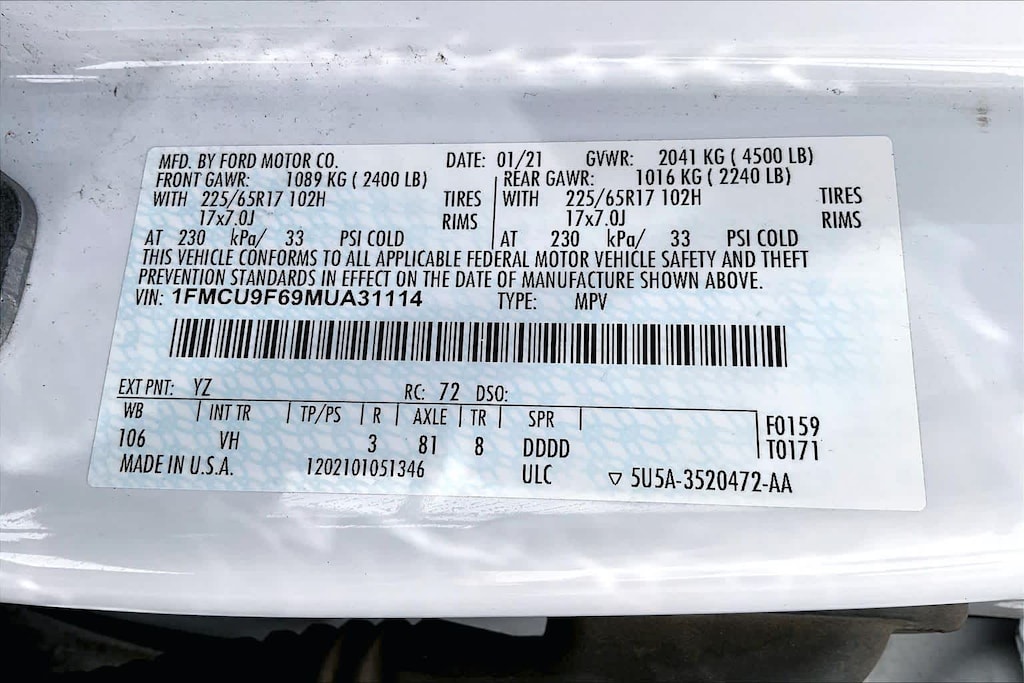 MFD. BY FORD MOTOR CO. DATE: 01/21 GVWR: 2041 KG ( 4500 LB)
FRONT GAWR: 1089 KG ( 2400 LB) REAR GAWR: 1016 KG ( 2240 LB)
WITH 225/65R17 102H TIRES WITH 225/65R17 102H TIRES
17x7.0J RIMS 17x7.0J RIMS
AT 230 kPa/ 33 PSI COLD AT 230 kPa/ 33 PSI COLD
THIS VEHICLE CONFORMS TO ALL APPLICABLE FEDERAL MOTOR VEHICLE SAFETY AND THEFT
PREVENTION STANDARDS IN EFFECT ON THE DATE OF MANUFACTURE SHOWN ABOVE.
VIN: 1FMCU9F69MUA31114 TYPE: MPV
EXT PNT: YZ RC: 72 DSO:
WB INT TR TP/PS R AXLE TR SPR F0159
106 VH 3 81 8 DDDD T0171
MADE IN U.S.A. 1202101051346 ULC ▽ 5U5A-3520472-AA